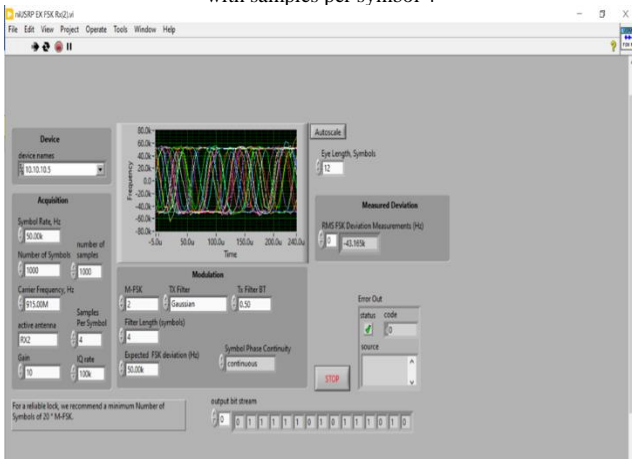 with samples per symbol 4
niUSRP EX FSK Rx(2).vi
File Edit View Project Operate Tools Window Help
Device
device names
10.10.10.5
Acquisition
Symbol Rate, Hz
50.00k
Number of Symbols
number of samples
1000
1000
Carrier Frequency, Hz
915.00M
active antenna
RX2
Samples Per Symbol
4
Gain
10
IQ rate
100k
Frequency
80.0k
60.0k
40.0k
20.0k
0.0
-20.0k
-40.0k
-60.0k
-80.0k
-5.0u 50.0u 100.0u 150.0u 200.0u 240.0u
Time
Autoscale
Eye Length, Symbols
12
Measured Deviation
RMS FSK Deviation Measurements (Hz)
0 -43.165k
Modulation
M-FSK
2
TX Filter
Gaussian
Tx Filter BT
0.50
Filter Length (symbols)
4
Expected FSK deviation (Hz)
50.00k
Symbol Phase Continuity
continuous
Error Out
status code
0
source
STOP
For a reliable lock, we recommend a minimum Number of
Symbols of 20 * M-FSK.
output bit stream
0 0 1 1 1 1 1 0 1 0 1 1 1 0 1 0